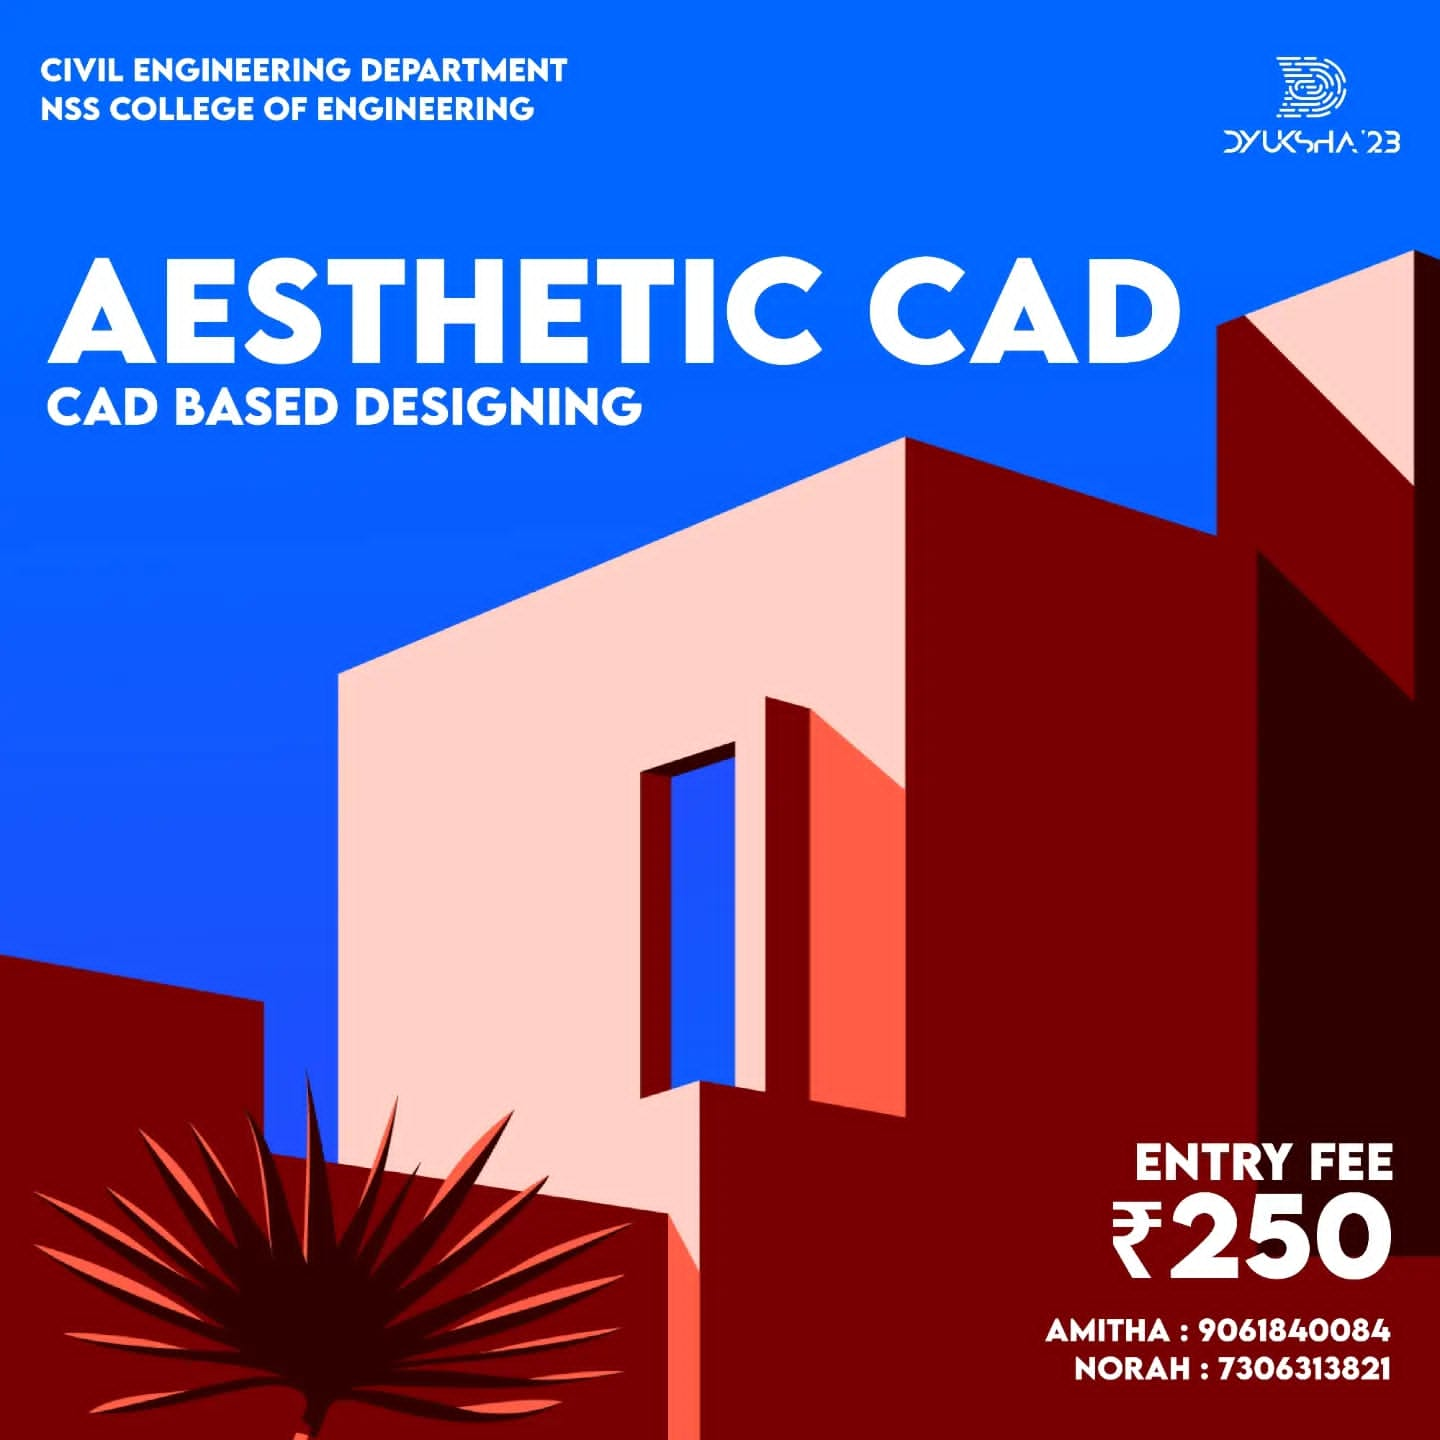 CIVIL ENGINEERING DEPARTMENT
NSS COLLEGE OF ENGINEERING
DYUKSHA '23
AESTHETIC CAD
CAD BASED DESIGNING
ENTRY FEE
₹250
AMITHA : 9061840084
NORAH : 7306313821